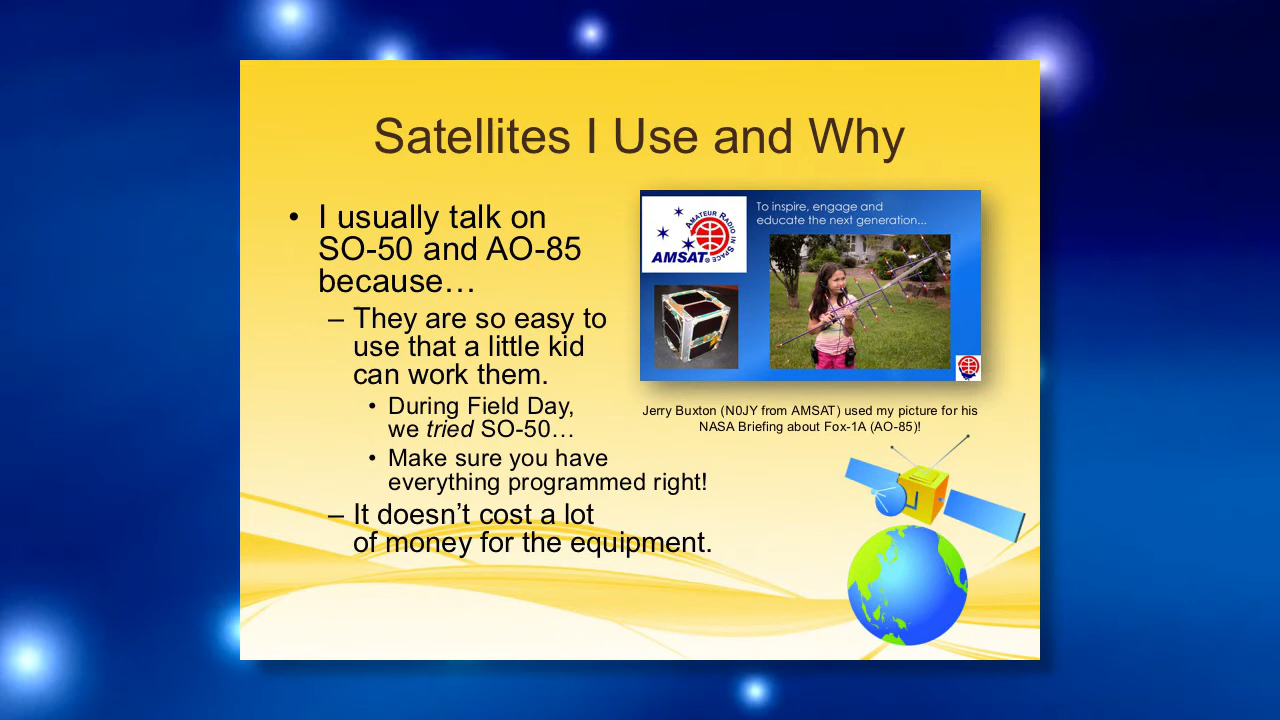 Satellites I Use and Why
• I usually talk on
SO-50 and AO-85
because…
– They are so easy to
use that a little kid
can work them.
• During Field Day,
we tried SO-50…
• Make sure you have
everything programmed right!
– It doesn’t cost a lot
of money for the equipment.
AMATEUR RADIO IN SPACE
AMSAT®
To inspire, engage and
educate the next generation...
Jerry Buxton (N0JY from AMSAT) used my picture for his
NASA Briefing about Fox-1A (AO-85)!